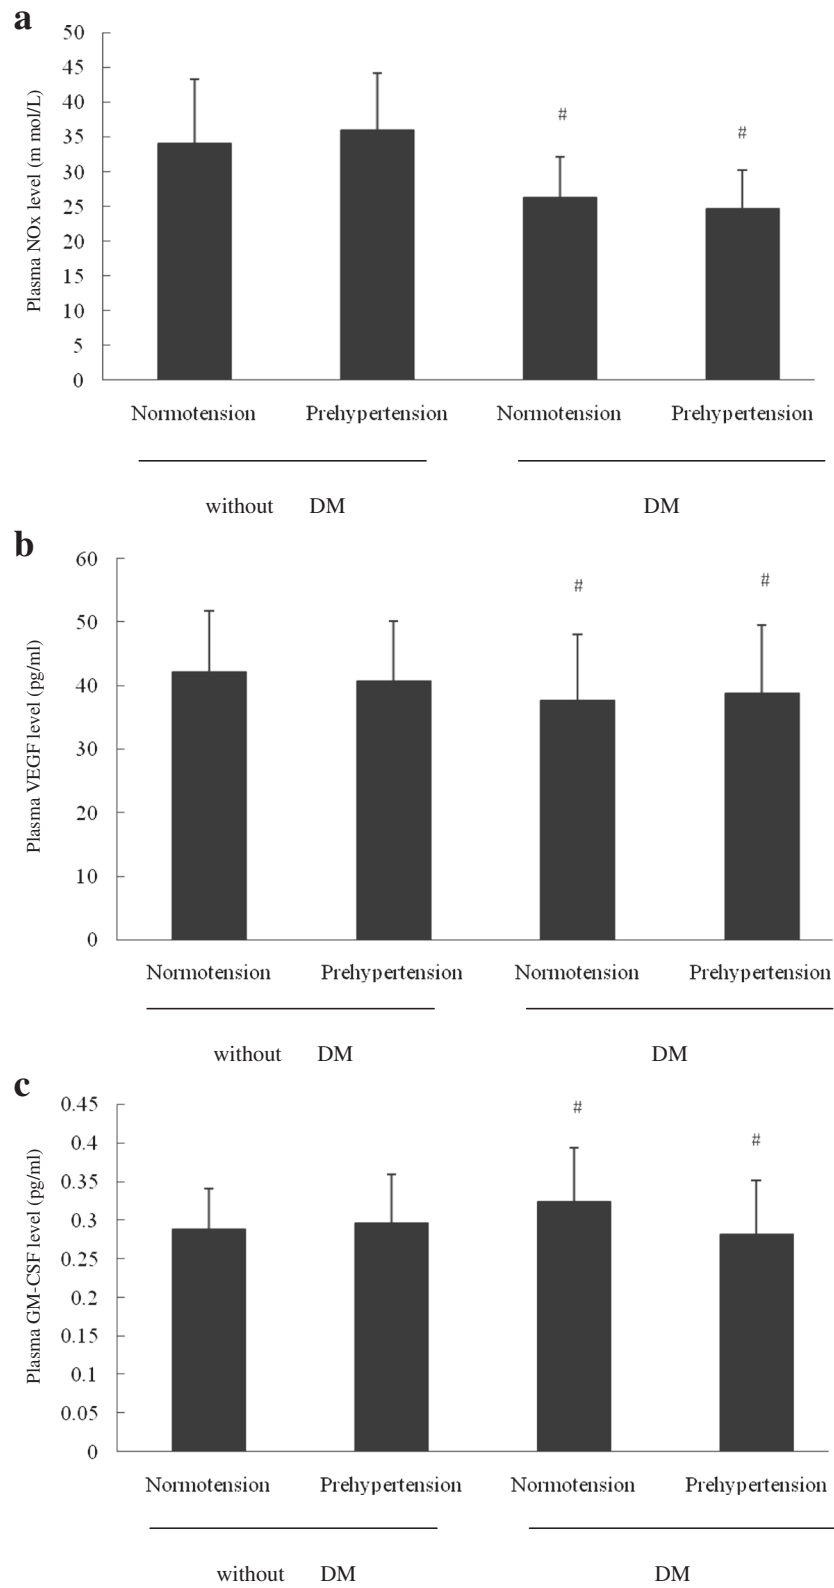 a
Plasma NOx level (m mol/L)
50
45
40
35
30
25
20
15
10
5
0
#
#
Normotension Prehypertension Normotension Prehypertension
without DM DM
b
Plasma VEGF level (pg/ml)
60
50
40
30
20
10
0
#
#
Normotension Prehypertension Normotension Prehypertension
without DM DM
c
Plasma GM-CSF level (pg/ml)
0.45
0.4
0.35
0.3
0.25
0.2
0.15
0.1
0.05
0
#
#
Normotension Prehypertension Normotension Prehypertension
without DM DM